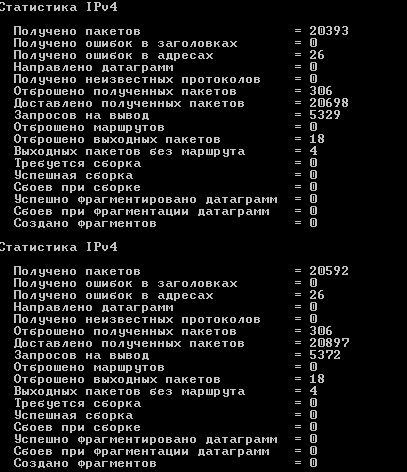 Статистика IPv4
Получено пакетов = 20393
Получено ошибок в заголовках = 0
Получено ошибок в адресах = 26
Направлено датаграмм = 0
Получено неизвестных протоколов = 0
Отброшено полученных пакетов = 306
Доставлено полученных пакетов = 20698
Запросов на вывод = 5329
Отброшено маршрутов = 0
Отброшено выходных пакетов = 18
Выходных пакетов без маршрута = 4
Требуется сборка = 0
Успешная сборка = 0
Сбоев при сборке = 0
Успешно фрагментировано датаграмм = 0
Сбоев при фрагментации датаграмм = 0
Создано фрагментов = 0
Статистика IPv4
Получено пакетов = 20592
Получено ошибок в заголовках = 0
Получено ошибок в адресах = 26
Направлено датаграмм = 0
Получено неизвестных протоколов = 0
Отброшено полученных пакетов = 306
Доставлено полученных пакетов = 20897
Запросов на вывод = 5372
Отброшено маршрутов = 0
Отброшено выходных пакетов = 18
Выходных пакетов без маршрута = 4
Требуется сборка = 0
Успешная сборка = 0
Сбоев при сборке = 0
Успешно фрагментировано датаграмм = 0
Сбоев при фрагментации датаграмм = 0
Создано фрагментов = 0